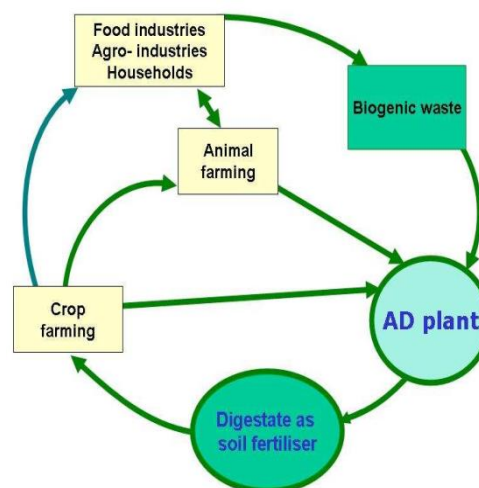 Food industries
Agro- industries
Households
Biogenic waste
Animal
farming
Crop
farming
AD plant
Digestate as
soil fertiliser